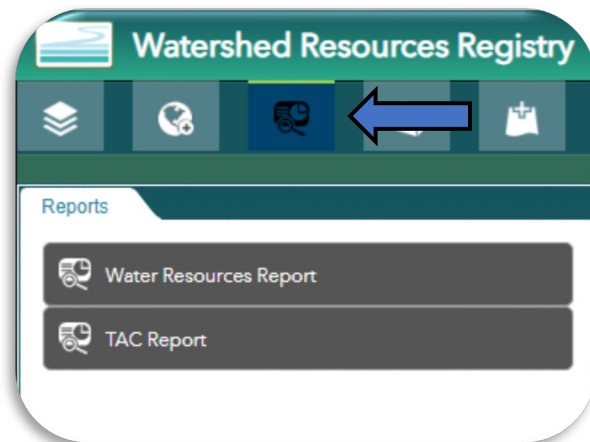 Watershed Resources Registry
Reports
Water Resources Report
TAC Report